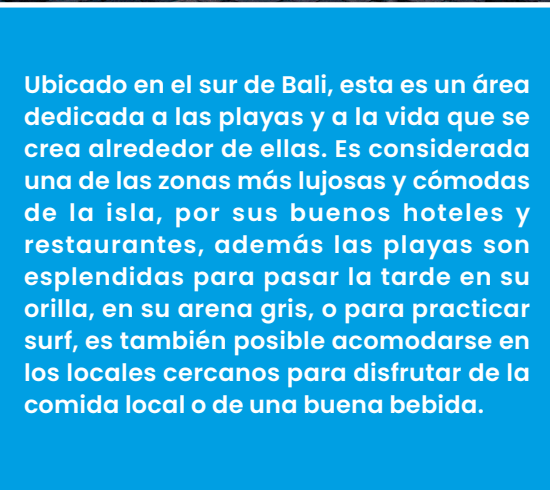 Ubicado en el sur de Bali, esta es un área
dedicada a las playas y a la vida que se
crea alrededor de ellas. Es considerada
una de las zonas más lujosas y cómodas
de la isla, por sus buenos hoteles y
restaurantes, además las playas son
esplendidas para pasar la tarde en su
orilla, en su arena gris, o para practicar
surf, es también posible acomodarse en
los locales cercanos para disfrutar de la
comida local o de una buena bebida.